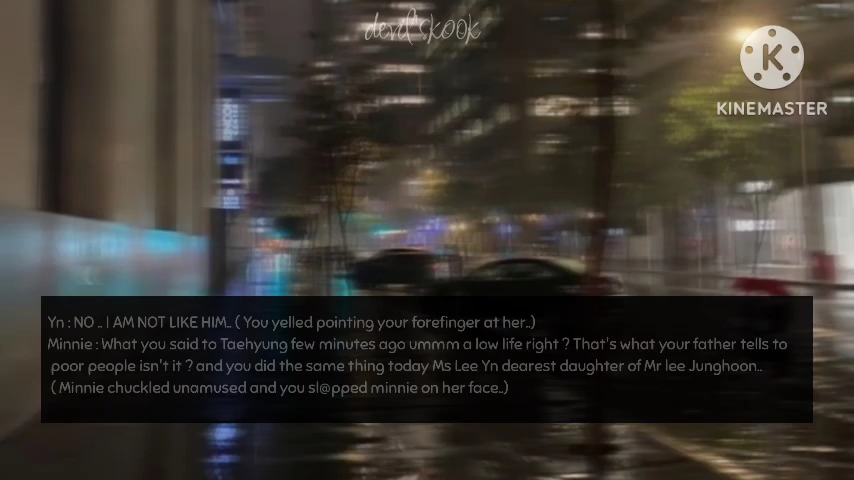 devil'skook
KINEMASTER
Yn : NO .. I AM NOT LIKE HIM.. ( You yelled pointing your forefinger at her..)
Minnie : What you said to Taehyung few minutes ago ummm a low life right ? That's what your father tells to
poor people isn't it ? and you did the same thing today Ms Lee Yn dearest daughter of Mr lee Junghoon..
( Minnie chuckled unamused and you sl@pped minnie on her face..)